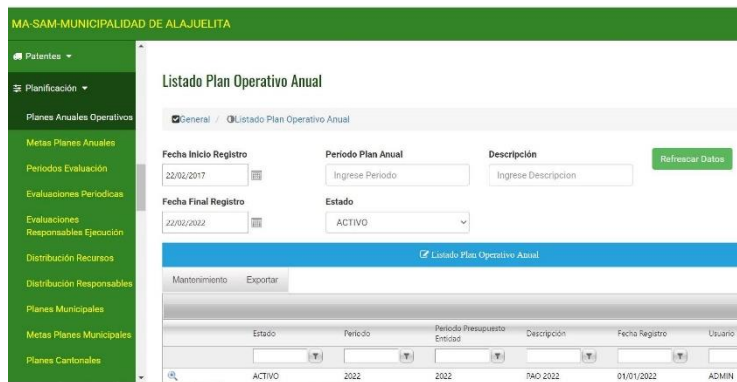 MA-SAM-MUNICIPALIDAD DE ALAJUELITA
Patentes
Planificación
Planes Anuales Operativos
Metas Planes Anuales
Períodos Evaluación
Evaluaciones Periodicas
Evaluaciones
Responsables Ejecución
Distribución Recursos
Distribución Responsables
Planes Municipales
Metas Planes Municipales
Planes Cantonales
Listado Plan Operativo Anual
General / Listado Plan Operativo Anual
Fecha Inicio Registro Período Plan Anual Descripción
22/02/2017 Ingrese Periodo Ingrese Descripcion Refrescar Datos
Fecha Final Registro Estado
22/02/2022 ACTIVO
Listado Plan Operativo Anual
Mantenimiento Exportar
Estado Período Período Presupuesto Entidad Descripción Fecha Registro Usuario
ACTIVO 2022 2022 PAO 2022 01/01/2022 ADMIN